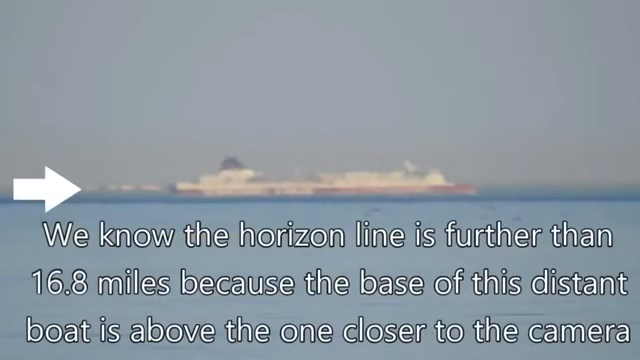 We know the horizon line is further than
16.8 miles because the base of this distant
boat is above the one closer to the camera